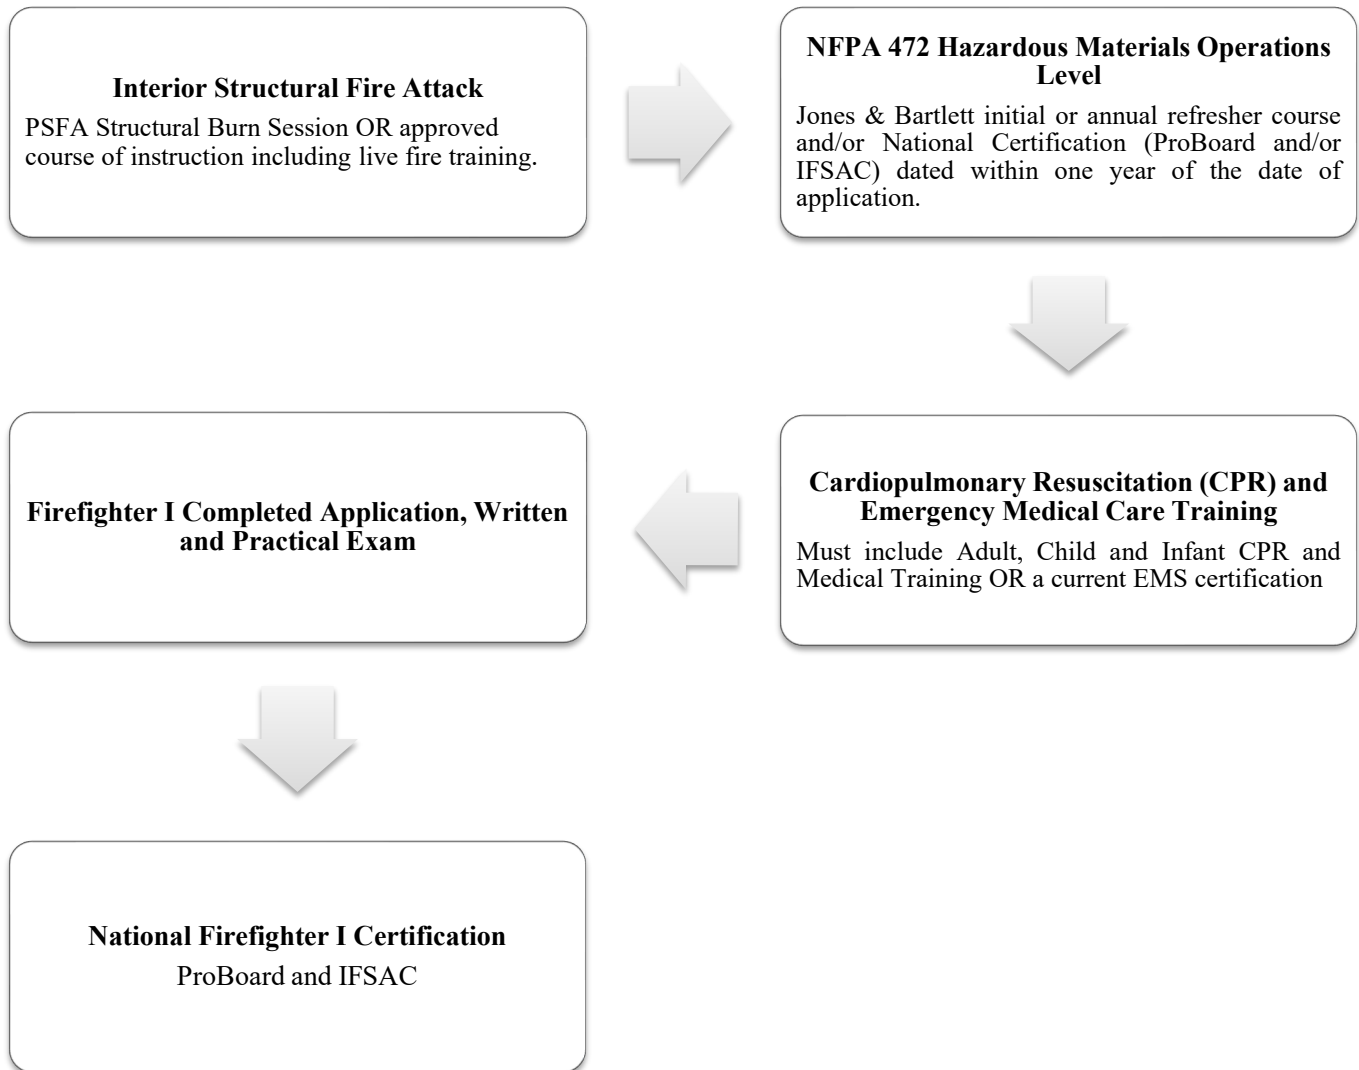 Interior Structural Fire Attack
PSFA Structural Burn Session OR approved
course of instruction including live fire training.
NFPA 472 Hazardous Materials Operations
Level
Jones & Bartlett initial or annual refresher course
and/or National Certification (ProBoard and/or
IFSAC) dated within one year of the date of
application.
Cardiopulmonary Resuscitation (CPR) and
Emergency Medical Care Training
Must include Adult, Child and Infant CPR and
Medical Training OR a current EMS certification
Firefighter I Completed Application, Written
and Practical Exam
National Firefighter I Certification
ProBoard and IFSAC